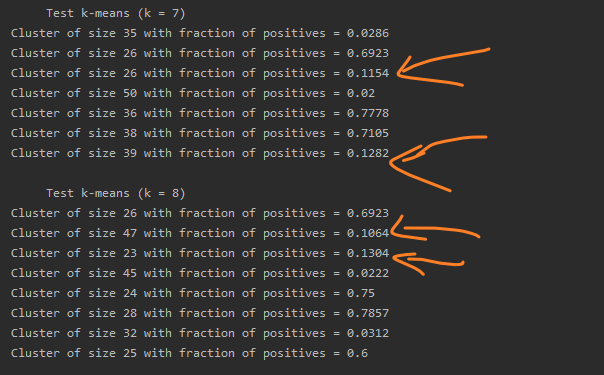 Test k-means (k = 7)
Cluster of size 35 with fraction of positives = 0.0286
Cluster of size 26 with fraction of positives = 0.6923
Cluster of size 26 with fraction of positives = 0.1154
Cluster of size 50 with fraction of positives = 0.02
Cluster of size 36 with fraction of positives = 0.7778
Cluster of size 38 with fraction of positives = 0.7105
Cluster of size 39 with fraction of positives = 0.1282
Test k-means (k = 8)
Cluster of size 26 with fraction of positives = 0.6923
Cluster of size 47 with fraction of positives = 0.1064
Cluster of size 23 with fraction of positives = 0.1304
Cluster of size 45 with fraction of positives = 0.0222
Cluster of size 24 with fraction of positives = 0.75
Cluster of size 28 with fraction of positives = 0.7857
Cluster of size 32 with fraction of positives = 0.0312
Cluster of size 25 with fraction of positives = 0.6